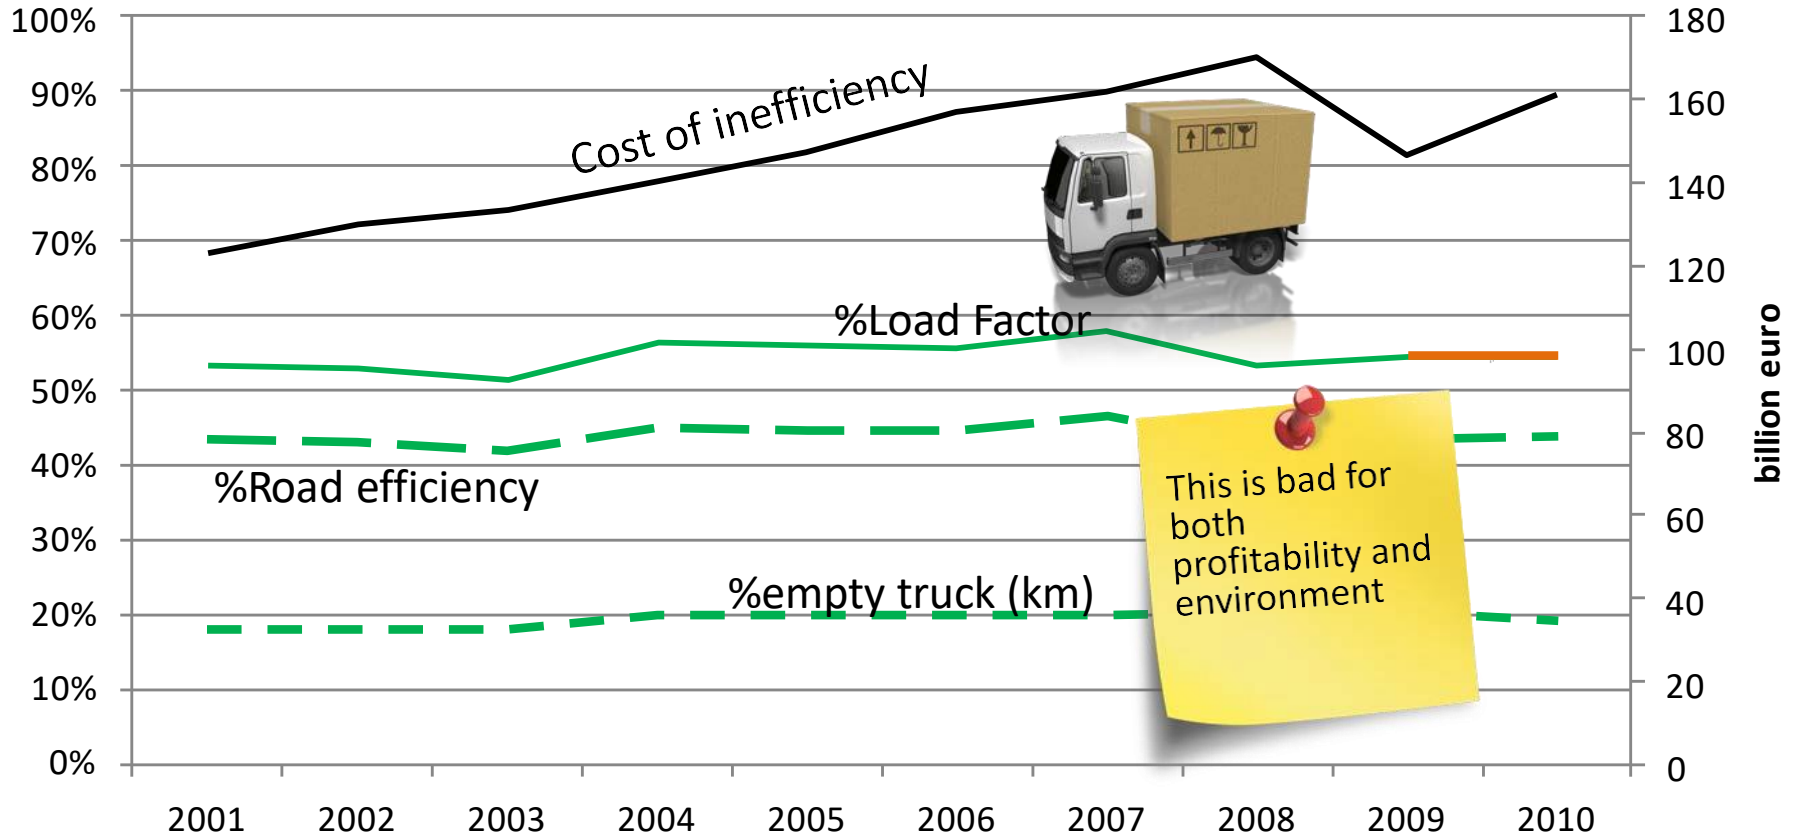 100%
90%
80%
70%
60%
50%
40%
30%
20%
10%
0%
Cost of inefficiency
%Load Factor
%Road efficiency
%empty truck (km)
This is bad for
both
profitability and
environment
180
160
140
120
100
80
60
40
20
0
billion euro
2001 2002 2003 2004 2005 2006 2007 2008 2009 2010